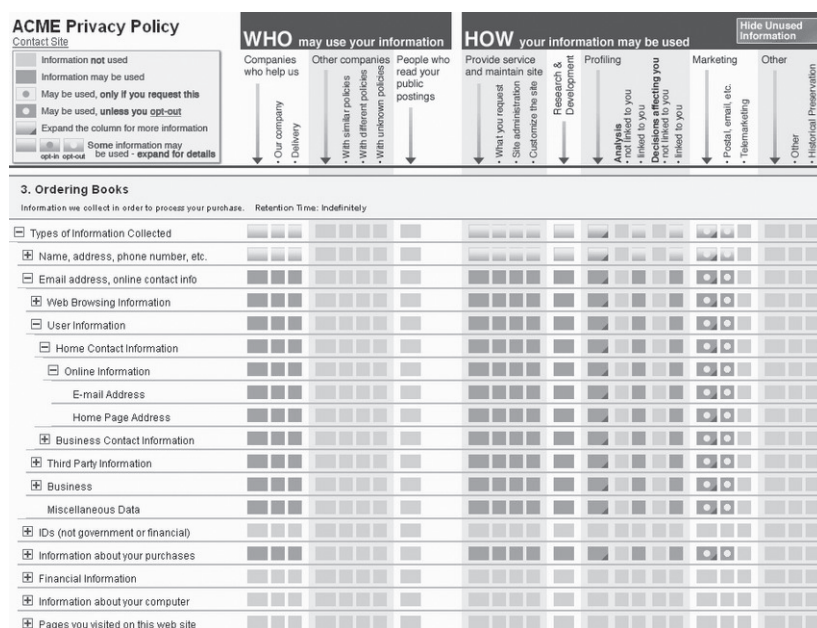 ACME Privacy Policy
Contact Site
Information not used
Information may be used
May be used, only if you request this
May be used, unless you opt-out
Expand the column for more information
opt-in opt-out
Some information may
be used - expand for details
WHO may use your information
Companies
who help us
• Our company
• Delivery
Other companies
• With similar policies
• With different policies
• With unknown policies
People who
read your
public
postings
HOW your information may be used
Hide Unused
Information
Provide service
and maintain site
• What you request
• Site administration
• Customize the site
Research &
Development
Profiling
Analysis
• not linked to you
• linked to you
Decisions affecting you
• not linked to you
• linked to you
Marketing
• Postal, email, etc.
• Telemarketing
Other
• Other
• Historical Preservation
3. Ordering Books
Information we collect in order to process your purchase. Retention Time: Indefinitely
Types of Information Collected
Name, address, phone number, etc.
Email address, online contact info
Web Browsing Information
User Information
Home Contact Information
Online Information
E-mail Address
Home Page Address
Business Contact Information
Third Party Information
Business
Miscellaneous Data
IDs (not government or financial)
Information about your purchases
Financial Information
Information about your computer
Pages you visited on this web site